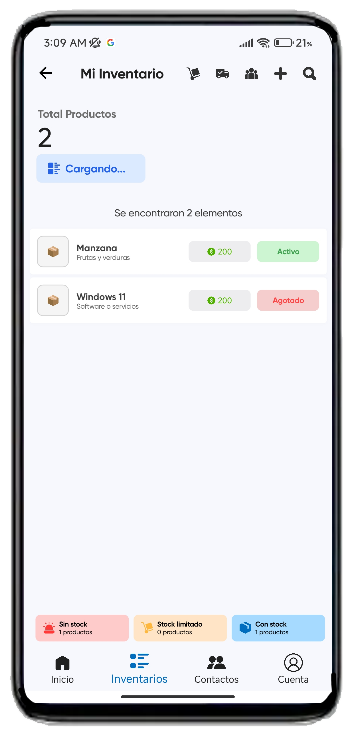 3:09 AM G 21%
Mi Inventario
Total Productos
2
Cargando...
Se encontraron 2 elementos
Manzana
Frutas y verduras
200
Activo
Windows 11
Software o servicios
200
Agotado
Sin stock
1 productos
Stock limitado
0 productos
Con stock
1 productos
Inicio
Inventarios
Contactos
Cuenta